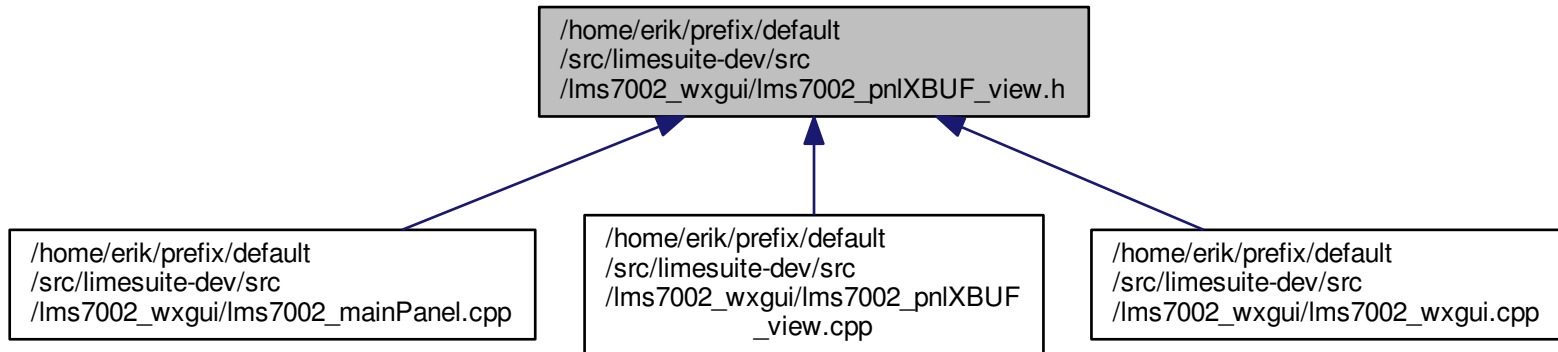 /home/erik/prefix/default
/src/limesuite-dev/src
/lms7002_wxgui/lms7002_pnlXBUF_view.h
/home/erik/prefix/default
/src/limesuite-dev/src
/lms7002_wxgui/lms7002_mainPanel.cpp
/home/erik/prefix/default
/src/limesuite-dev/src
/lms7002_wxgui/lms7002_pnlXBUF
_view.cpp
/home/erik/prefix/default
/src/limesuite-dev/src
/lms7002_wxgui/lms7002_wxgui.cpp